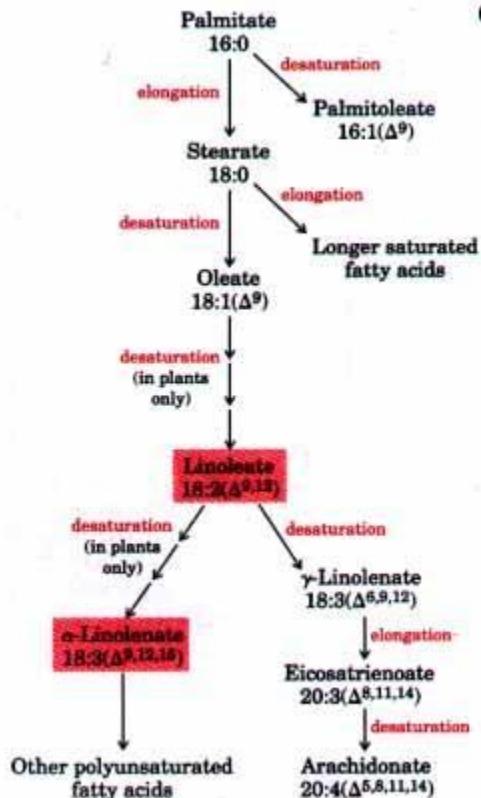 Palmitate
16:0
desaturation
elongation
Palmitoleate
16:1(Δ⁹)
Stearate
18:0
elongation
desaturation
Longer saturated
fatty acids
Oleate
18:1(Δ⁹)
desaturation
(in plants
only)
Linoleate
18:2(Δ⁹,¹²)
desaturation
(in plants
only)
desaturation
γ-Linolenate
18:3(Δ⁶,⁹,¹²)
α-Linolenate
18:3(Δ⁹,¹²,¹⁵)
elongation
Eicosatrienoate
20:3(Δ⁸,¹¹,¹⁴)
desaturation
Other polyunsaturated
fatty acids
Arachidonate
20:4(Δ⁵,⁸,¹¹,¹⁴)